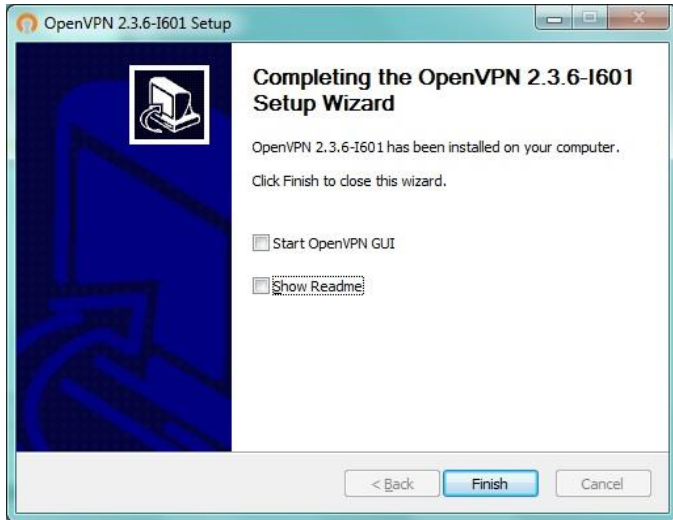 OpenVPN 2.3.6-I601 Setup
Completing the OpenVPN 2.3.6-I601
Setup Wizard
OpenVPN 2.3.6-I601 has been installed on your computer.
Click Finish to close this wizard.
Start OpenVPN GUI
Show Readme
< Back
Finish
Cancel